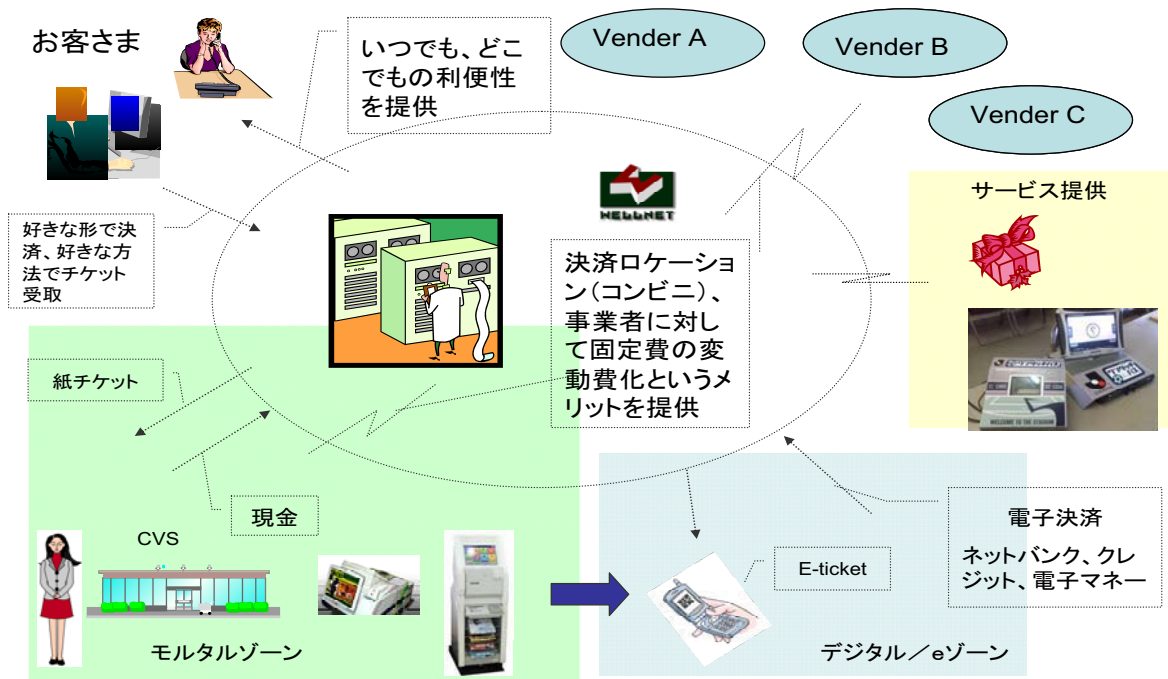 お客さま
いつでも、どこ
でもの利便性
を提供
Vender A
Vender B
Vender C
好きな形で決
済、好きな方
法でチケット
受取
WELLNET
決済ロケーショ
ン（コンビニ）、
事業者に対し
て固定費の変
動費化というメ
リットを提供
サービス提供
WELCOME TO THE STADIUM
紙チケット
現金
CVS
モルタルゾーン
E-ticket
電子決済
ネットバンク、クレ
ジット、電子マネー
デジタル／eゾーン